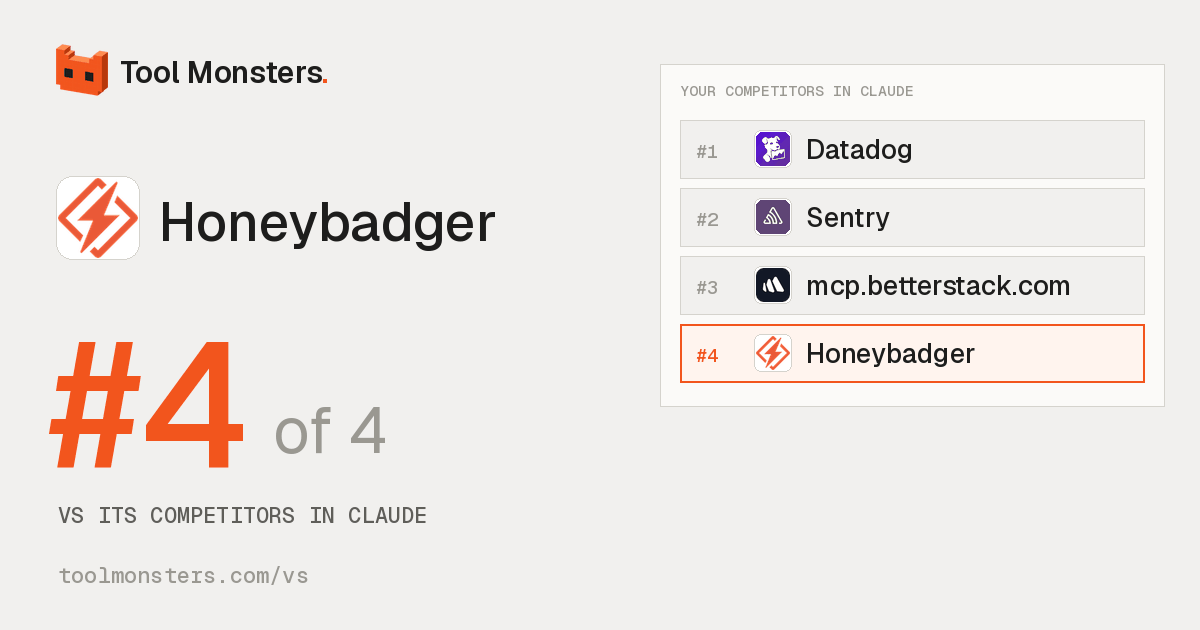 Tool Monsters.
Honeybadger
#4 of 4
VS ITS COMPETITORS IN CLAUDE
toolmonsters.com/vs
YOUR COMPETITORS IN CLAUDE
#1 Datadog
#2 Sentry
#3 mcp.betterstack.com
#4 Honeybadger